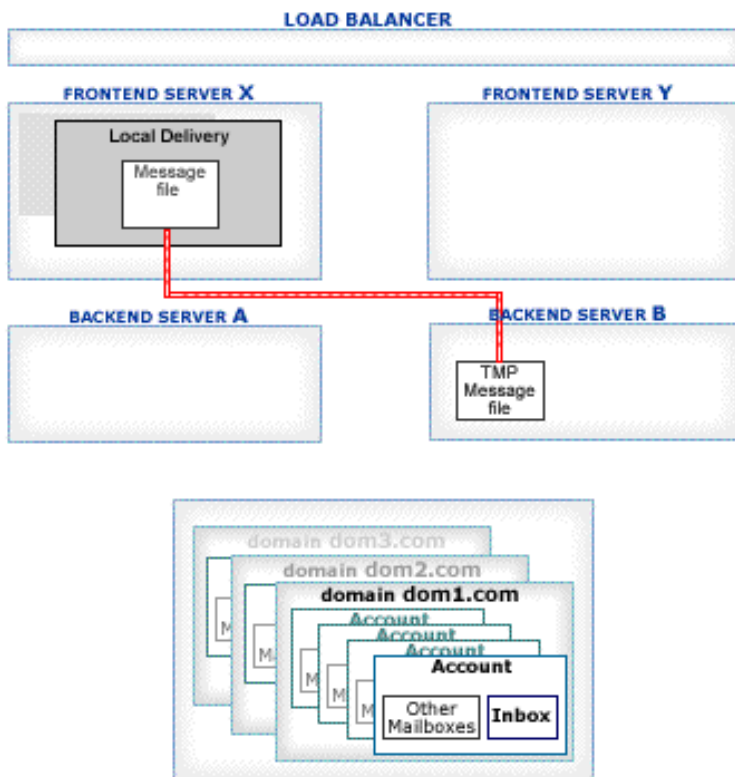 LOAD BALANCER
FRONTEND SERVER X
FRONTEND SERVER Y
Local Delivery
Message
file
BACKEND SERVER A
BACKEND SERVER B
TMP
Message
file
domain dom3.com
domain dom2.com
domain dom1.com
Account
Account
Account
Account
M
Ma
M
M
M
Other
Mailboxes
Inbox